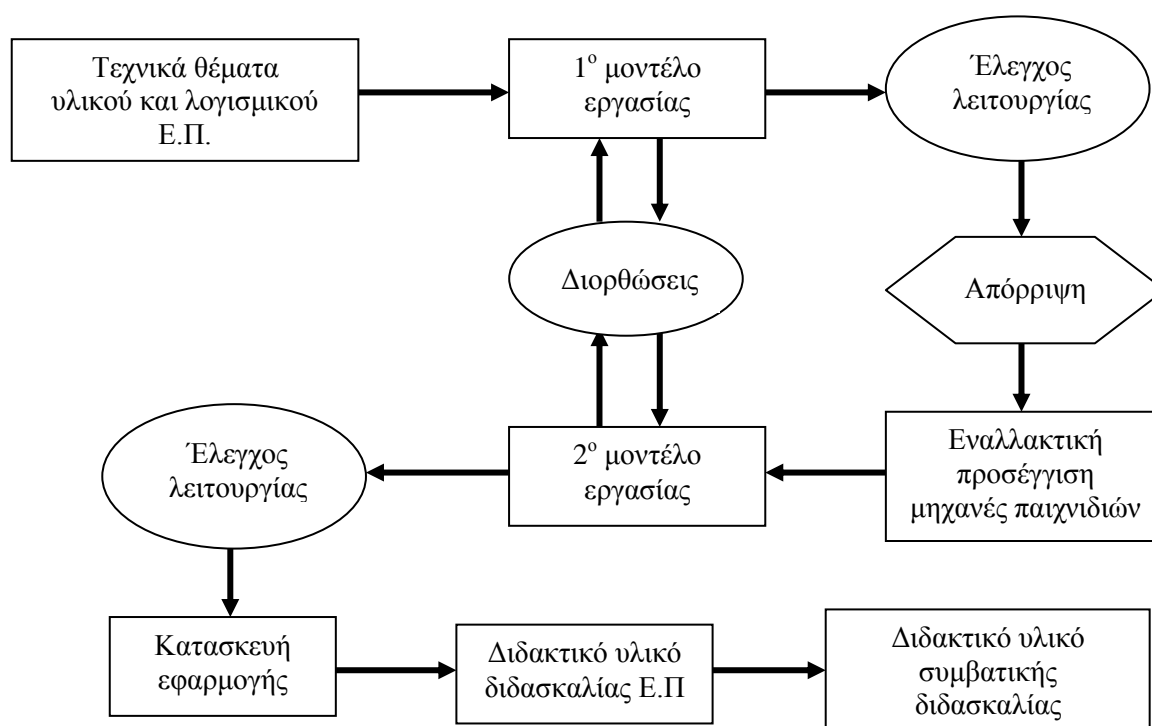 Τεχνικά θέματα
υλικού και λογισμικού
Ε.Π.
1ο μοντέλο
εργασίας
Έλεγχος
λειτουργίας
Διορθώσεις
Απόρριψη
Έλεγχος
λειτουργίας
2ο μοντέλο
εργασίας
Εναλλακτική
προσέγγιση
μηχανές παιχνιδιών
Κατασκευή
εφαρμογής
Διδακτικό υλικό
διδασκαλίας Ε.Π
Διδακτικό υλικό
συμβατικής
διδασκαλίας